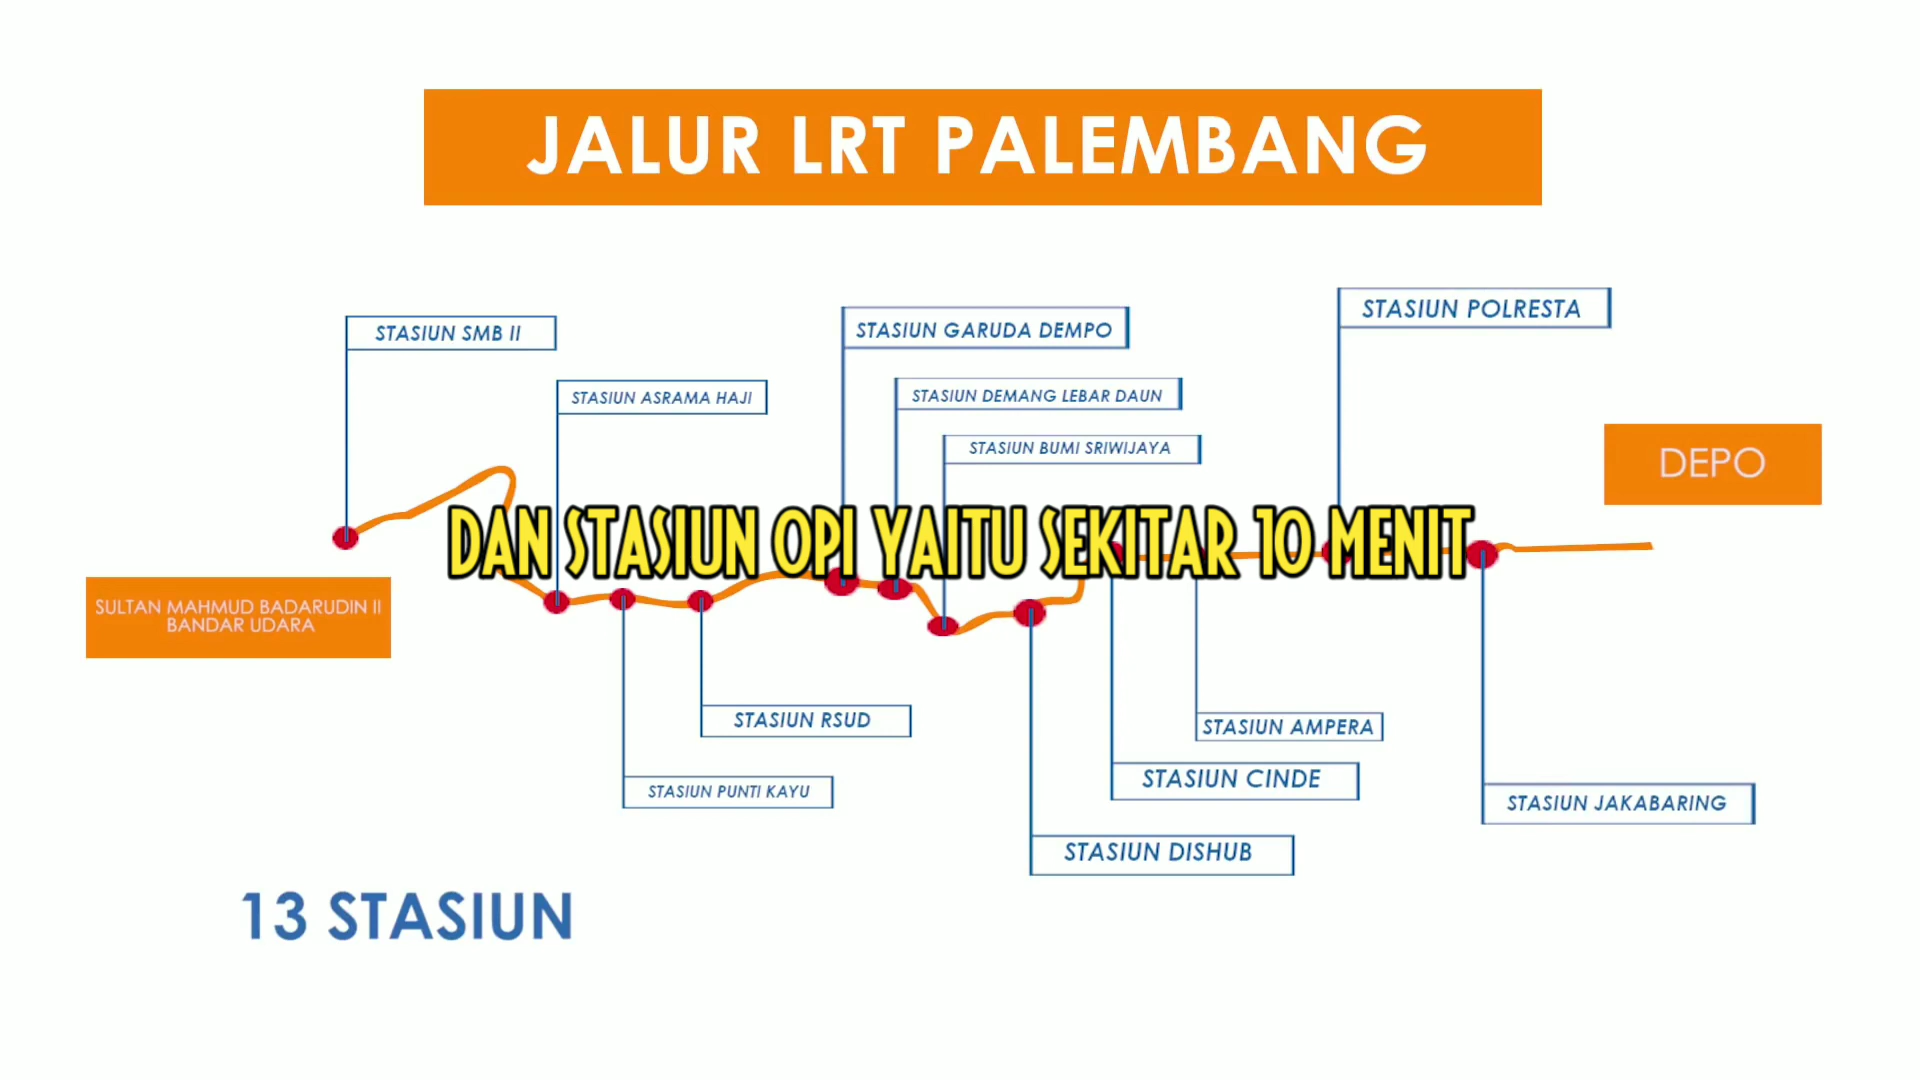 JALUR LRT PALEMBANG
STASIUN POLRESTA
STASIUN SMB II
STASIUN GARUDA DEMPO
STASIUN ASRAMA HAJI
STASIUN DEMANG LEBAR DAUN
STASIUN BUMI SRIWIJAYA
DEPO
DAN STASIUN OPI YAITU SEKITAR 10 MENIT
SULTAN MAHMUD BADARUDIN II
BANDAR UDARA
STASIUN RSUD
STASIUN AMPERA
STASIUN CINDE
STASIUN PUNTI KAYU
STASIUN JAKABARING
STASIUN DISHUB
13 STASIUN